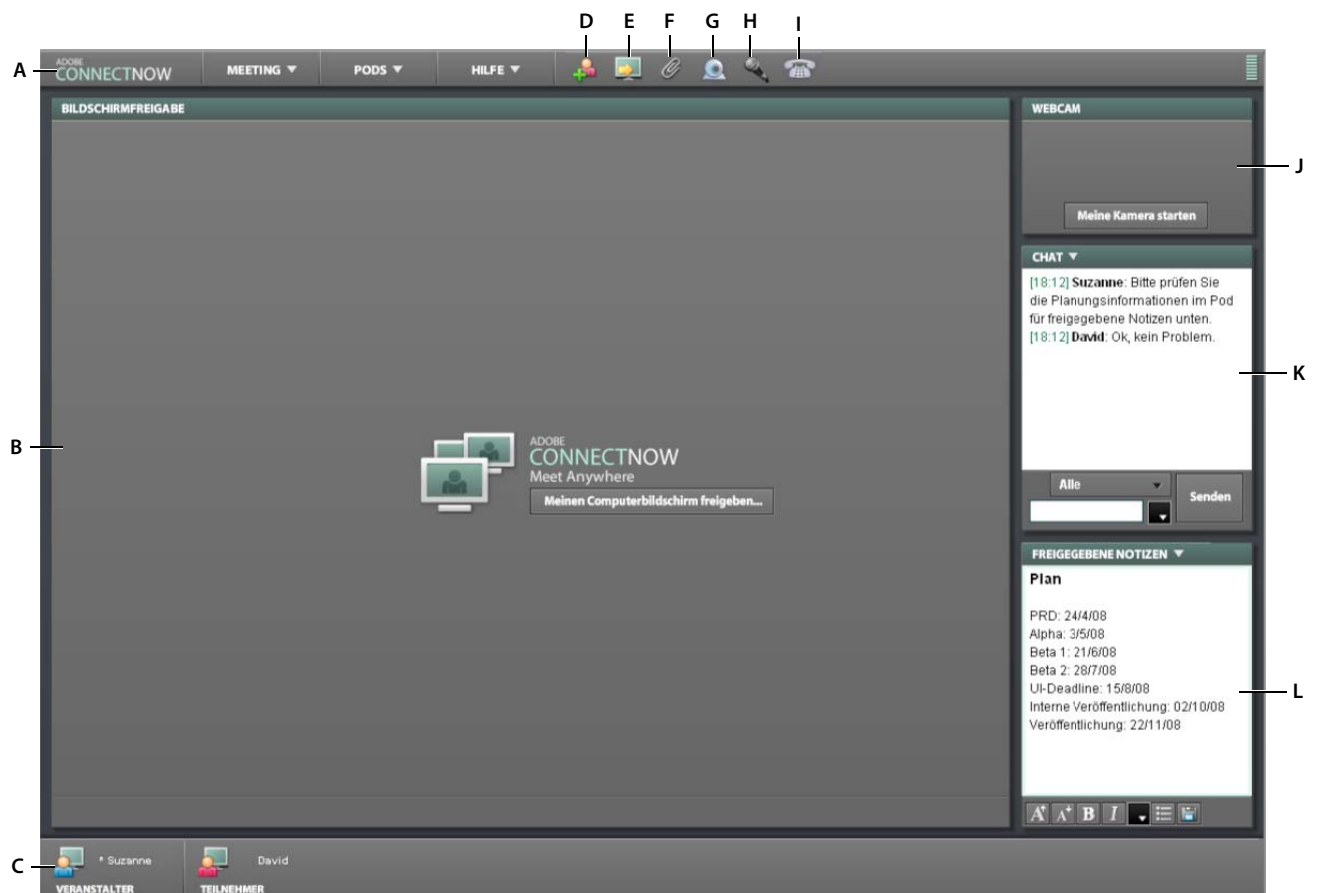 D E F G H I
A
ADOBE
CONNECTNOW
MEETING
PODS
HILFE
BILDSCHIRMFREIGABE
WEBCAM
J
Meine Kamera starten
CHAT
[18:12] Suzanne: Bitte prüfen Sie
die Planungsinformationen im Pod
für freigegebene Notizen unten.
[18:12] David: Ok, kein Problem.
K
B
ADOBE
CONNECTNOW
Meet Anywhere
Meinen Computerbildschirm freigeben...
Alle
Senden
FREIGEGEBENE NOTIZEN
Plan
PRD: 24/4/08
Alpha: 3/5/08
Beta 1: 21/6/08
Beta 2: 28/7/08
UI-Deadline: 15/8/08
L
Interne Veröffentlichung: 02/10/08
Veröffentlichung: 22/11/08
A A B I
C
* Suzanne
VERANSTALTER
David
TEILNEHMER